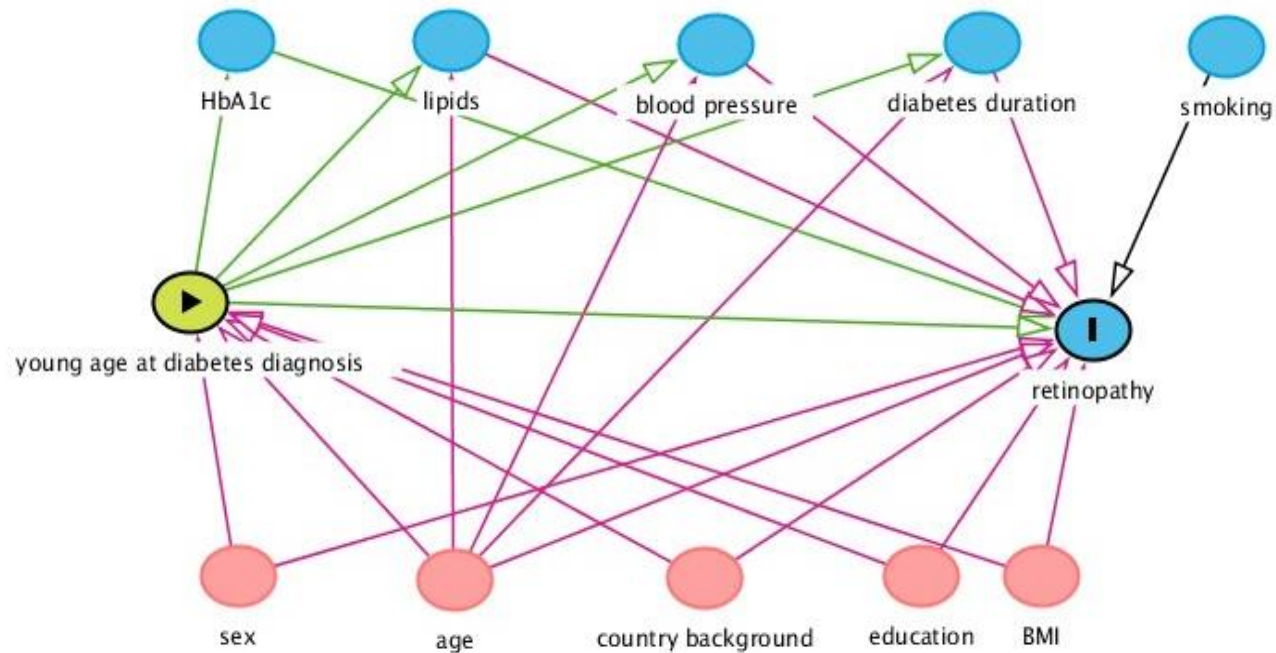 HbA1c
lipids
blood pressure
diabetes duration
smoking
young age at diabetes diagnosis
retinopathy
sex
age
country background
education
BMI